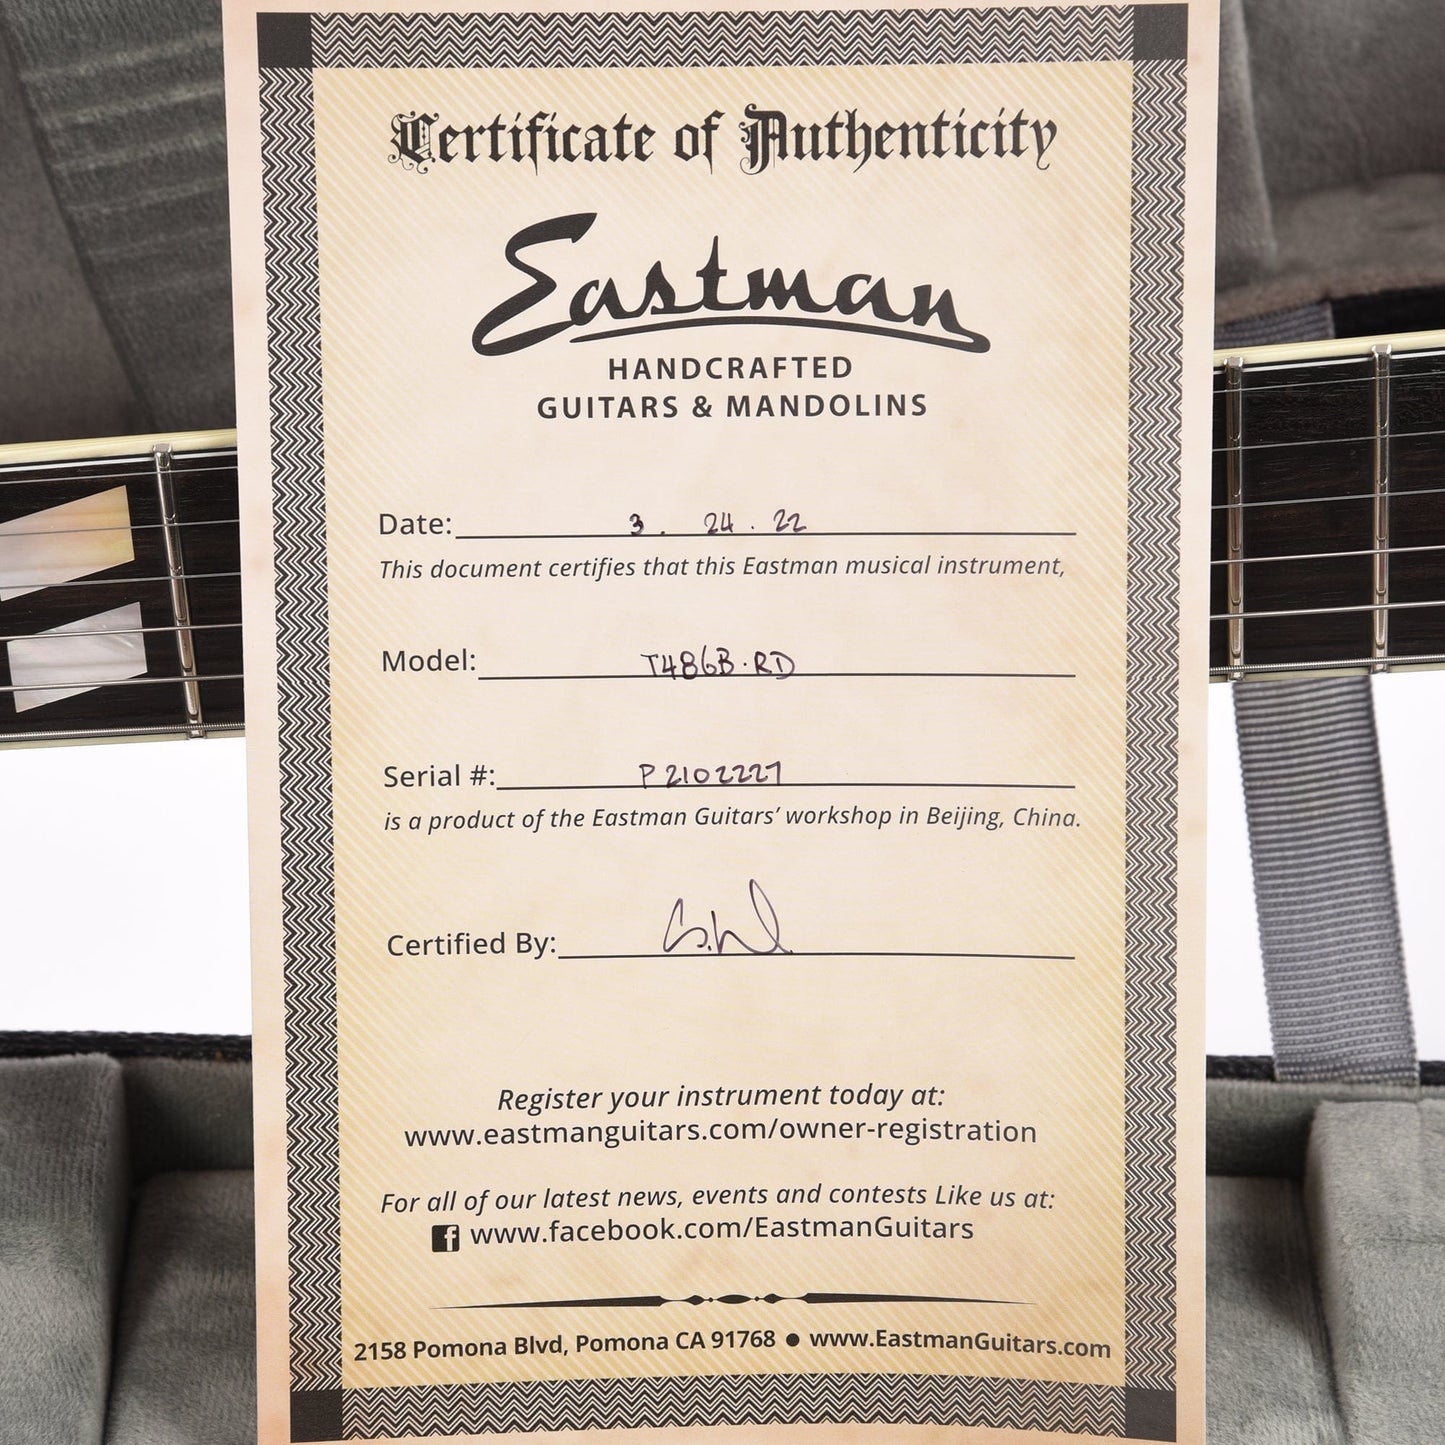 Certificate of Authenticity
Eastman
HANDCRAFTED
GUITARS & MANDOLINS
Date: 3. 24. 22
This document certifies that this Eastman musical instrument,
Model: T486B-RD
Serial #: P2102227
is a product of the Eastman Guitars’ workshop in Beijing, China.
Certified By:
Register your instrument today at:
www.eastmanguitars.com/owner-registration
For all of our latest news, events and contests Like us at:
f www.facebook.com/EastmanGuitars
2158 Pomona Blvd, Pomona CA 91768 ● www.EastmanGuitars.com